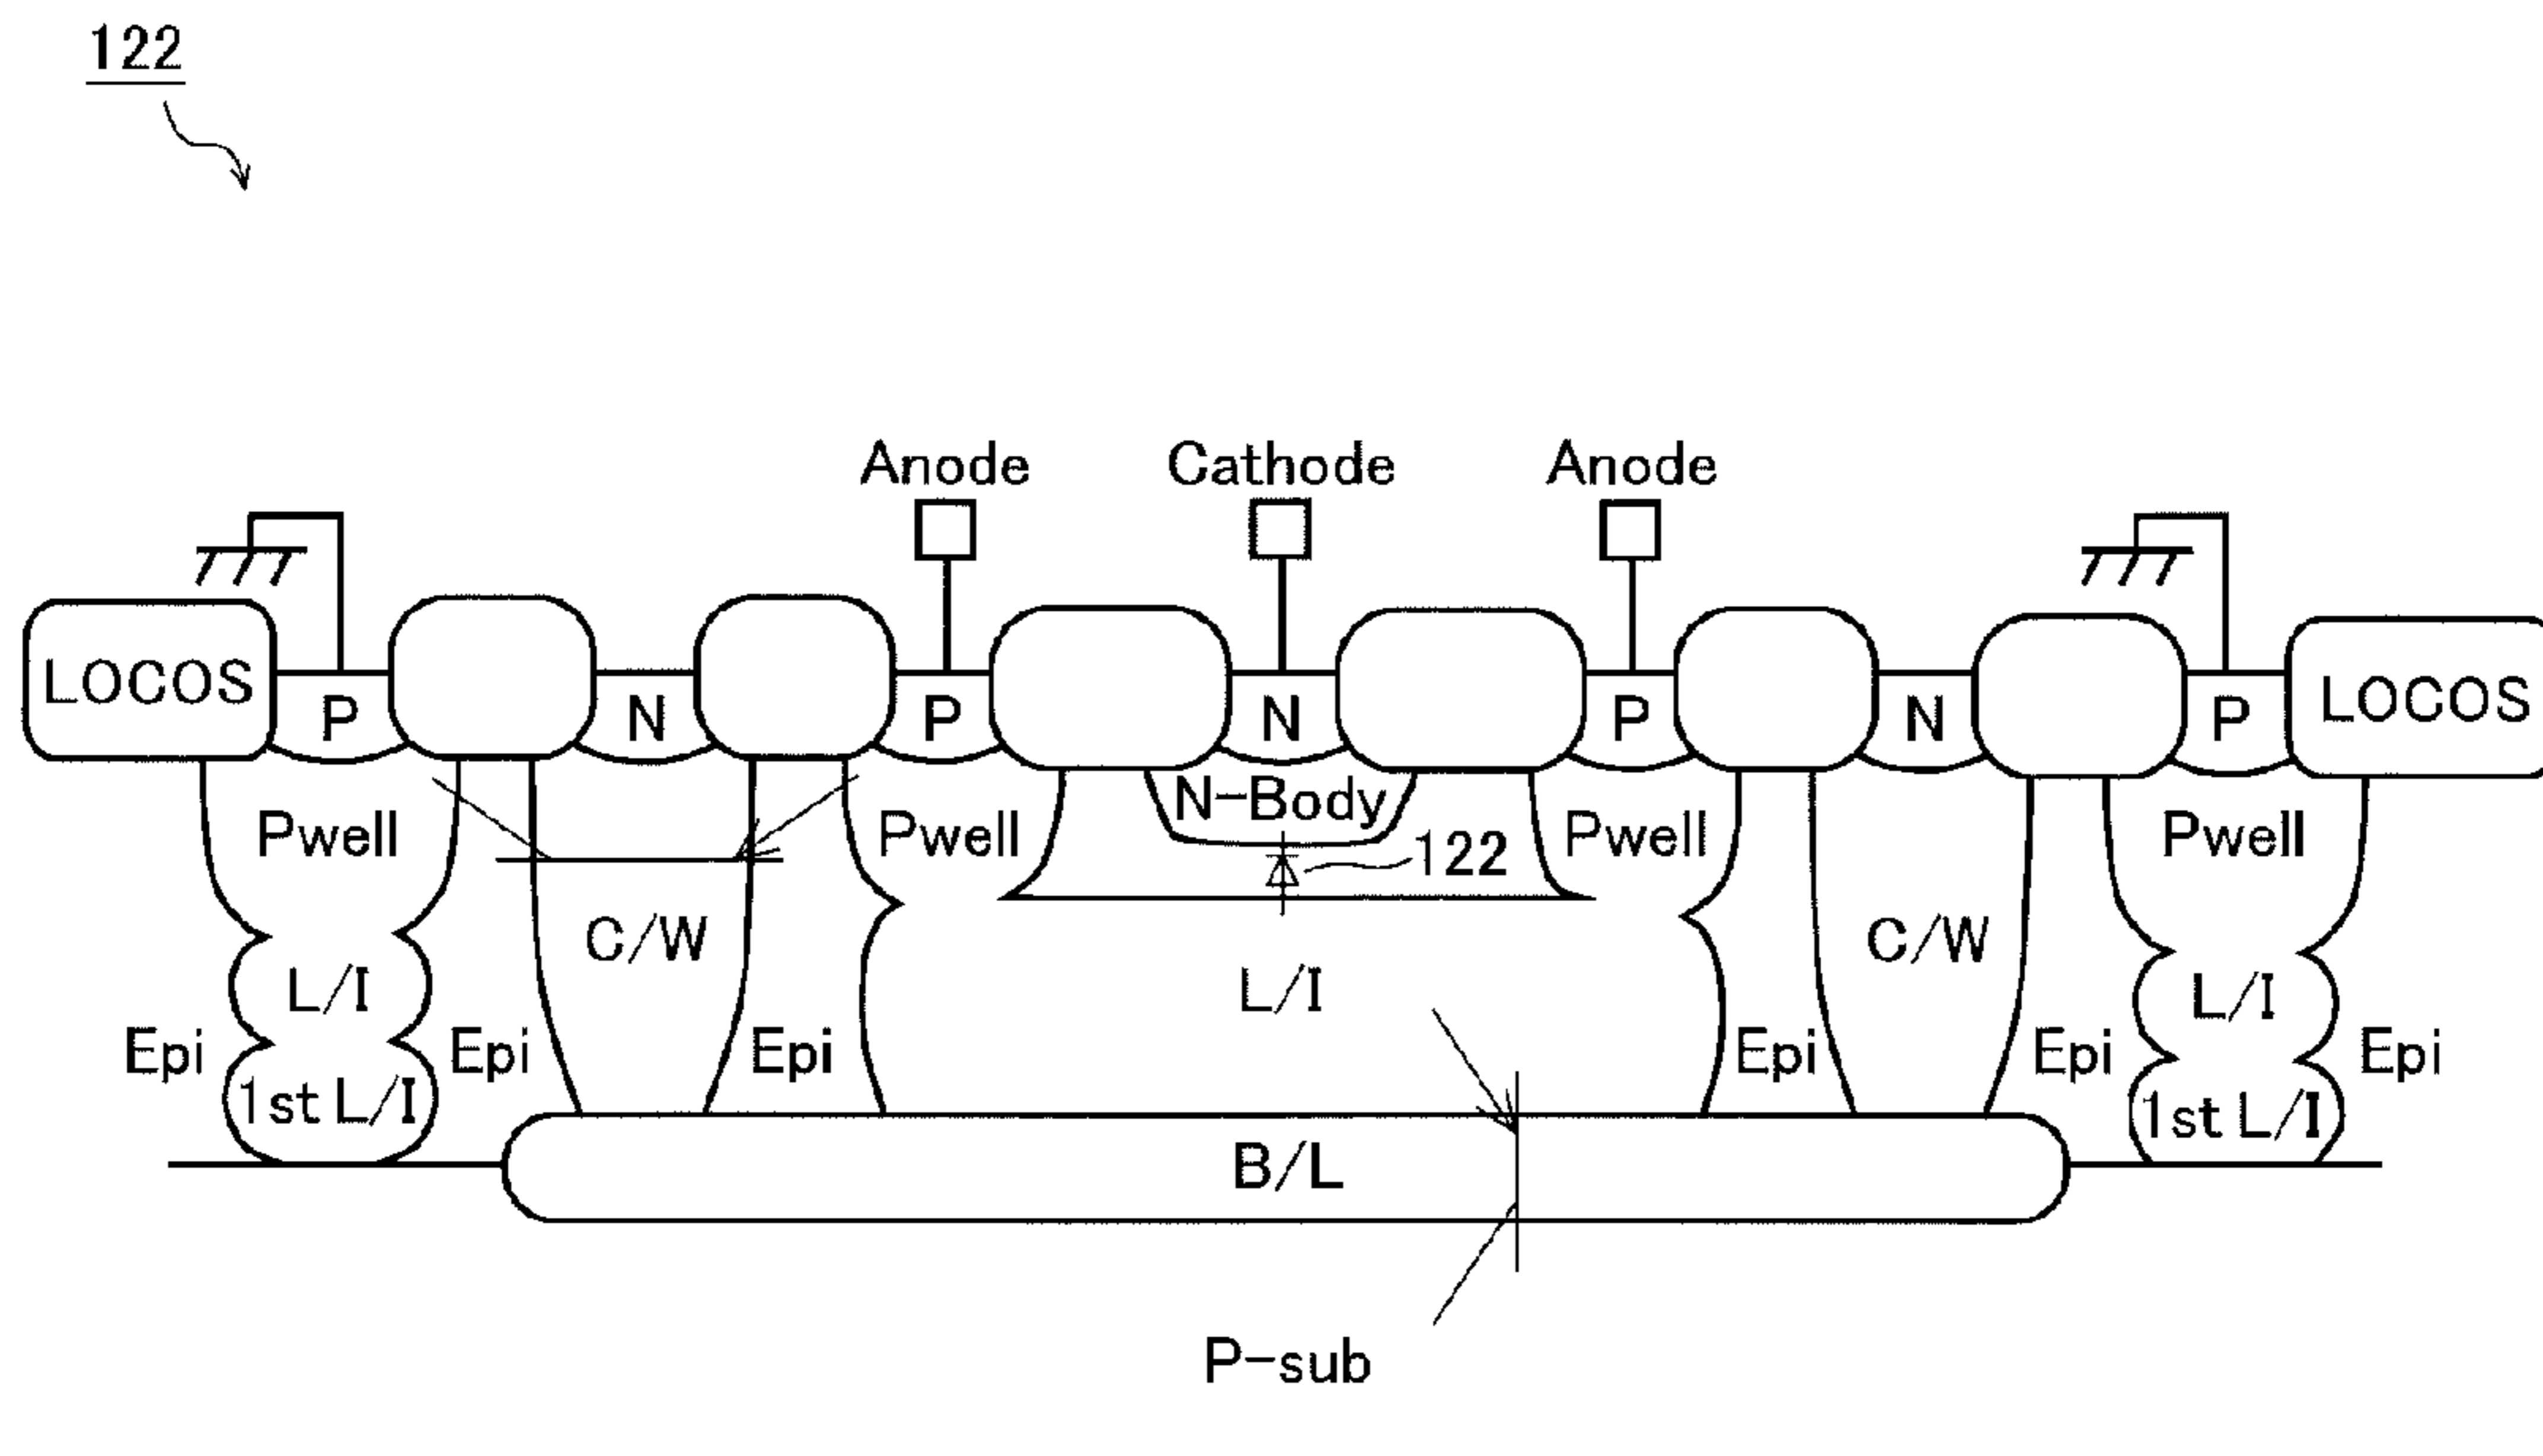 122
Anode Cathode Anode
LOCOS P N P N P N P LOCOS
N-Body
Pwell Pwell 122 Pwell Pwell
C/W C/W
L/I L/I L/I
Epi Epi Epi Epi Epi Epi
1st L/I 1st L/I
B/L
P-sub